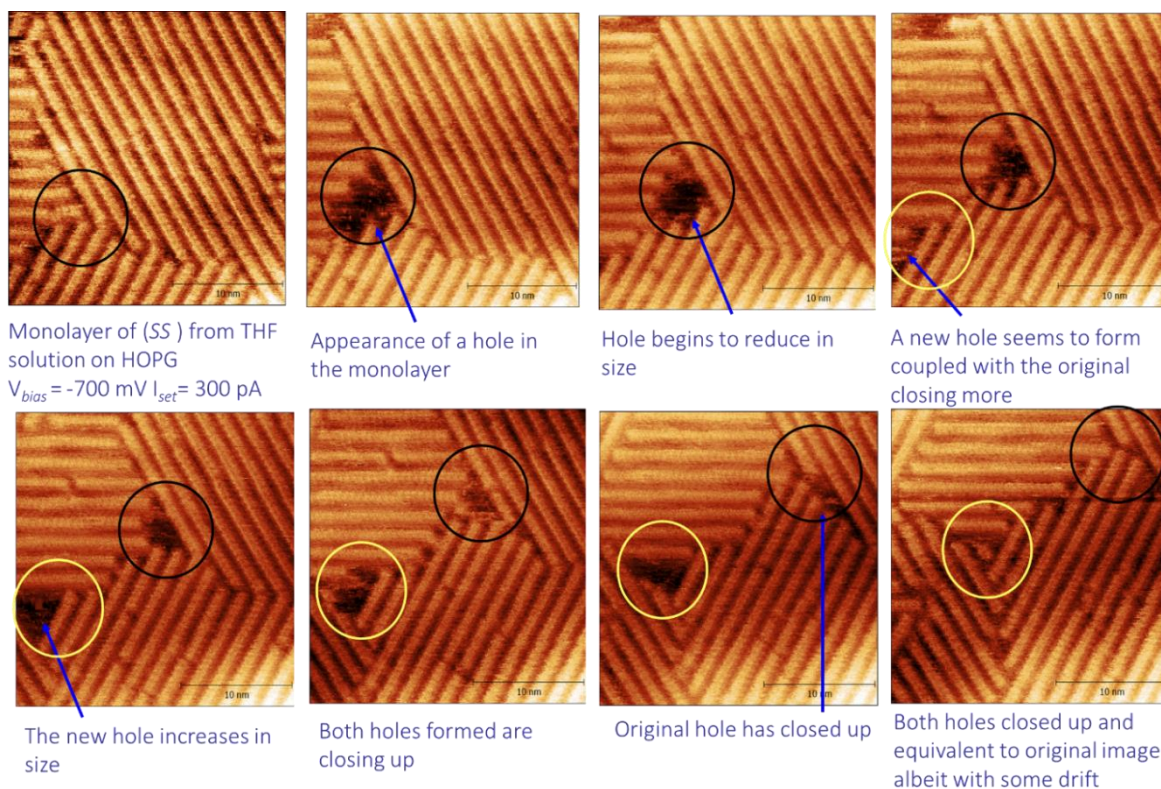 10 nm
10 nm
10 nm
10 nm
Monolayer of (SS ) from THF
solution on HOPG
Vbias = -700 mV Iset= 300 pA
Appearance of a hole in
the monolayer
Hole begins to reduce in
size
A new hole seems to form
coupled with the original
closing more
10 nm
10 nm
10 nm
10 nm
The new hole increases in
size
Both holes formed are
closing up
Original hole has closed up
Both holes closed up and
equivalent to original image
albeit with some drift